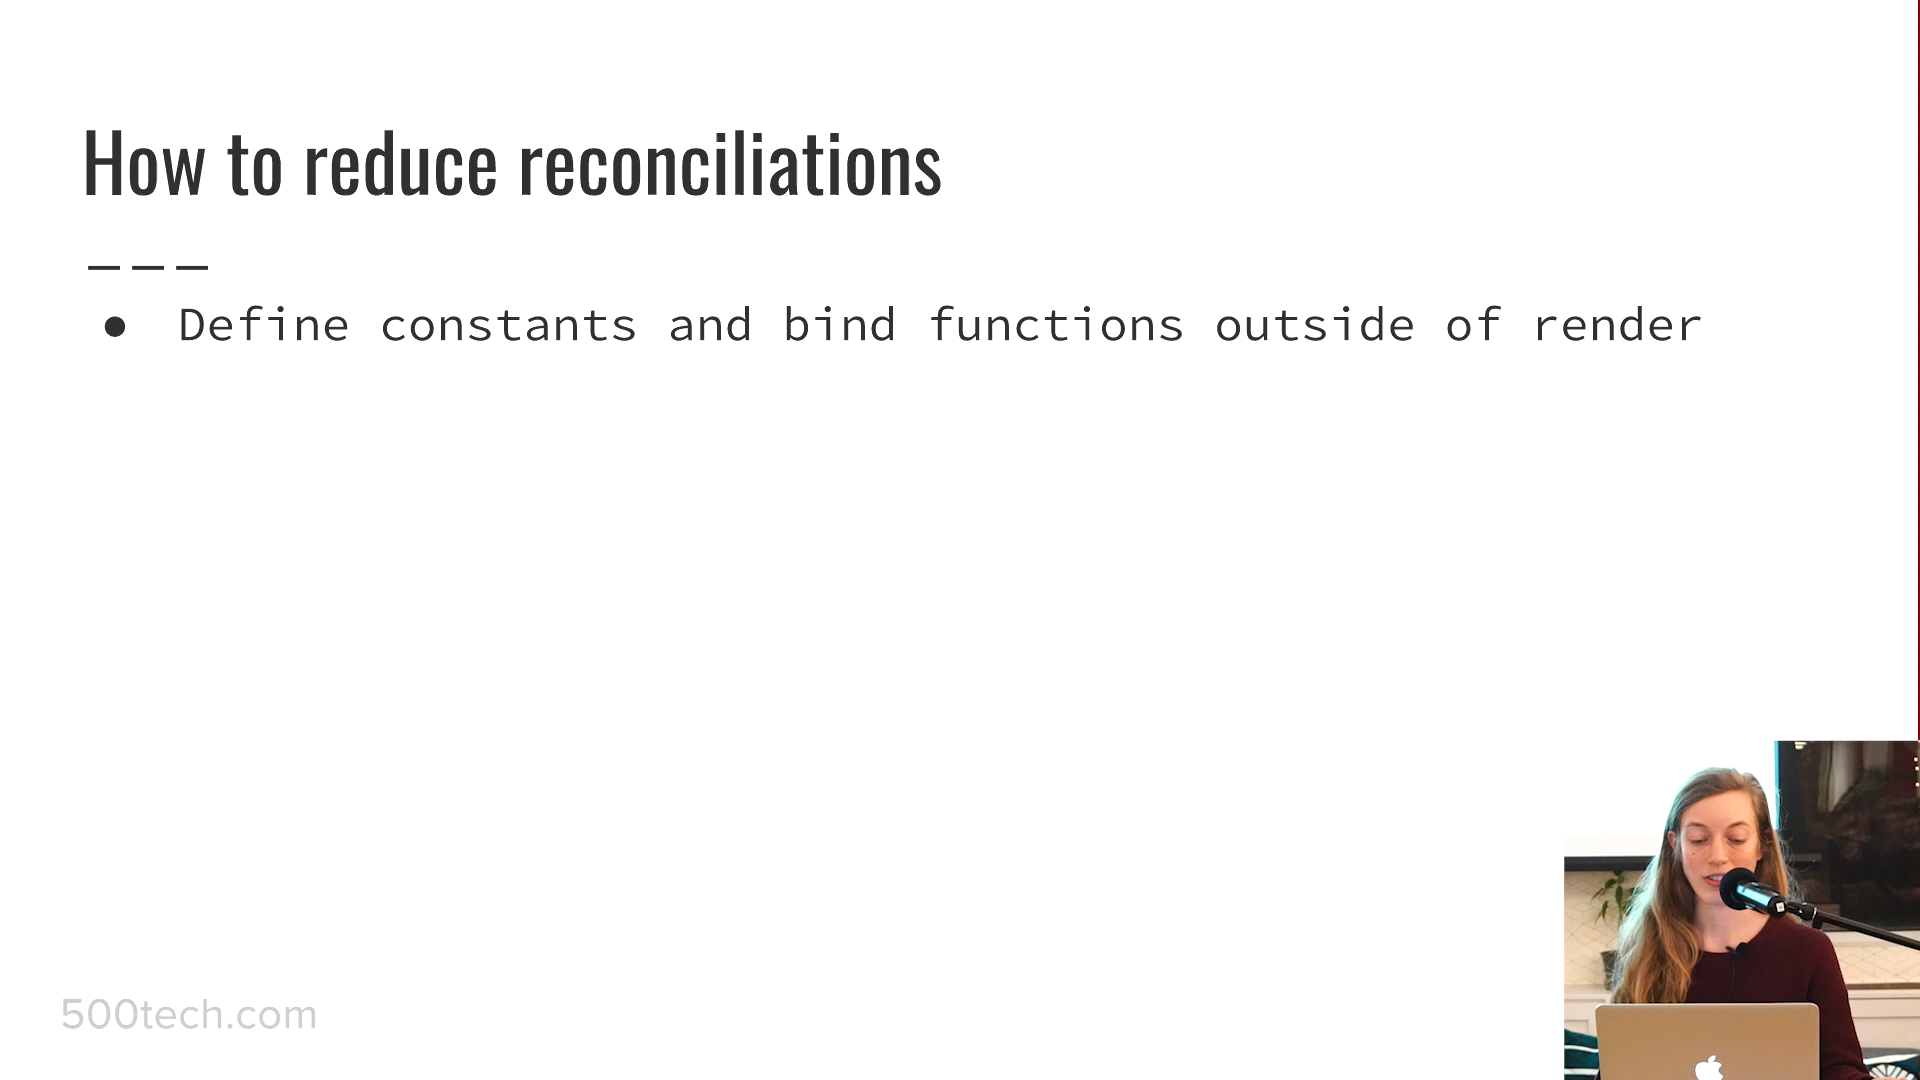 How to reduce reconciliations
● Define constants and bind functions outside of render
500tech.com